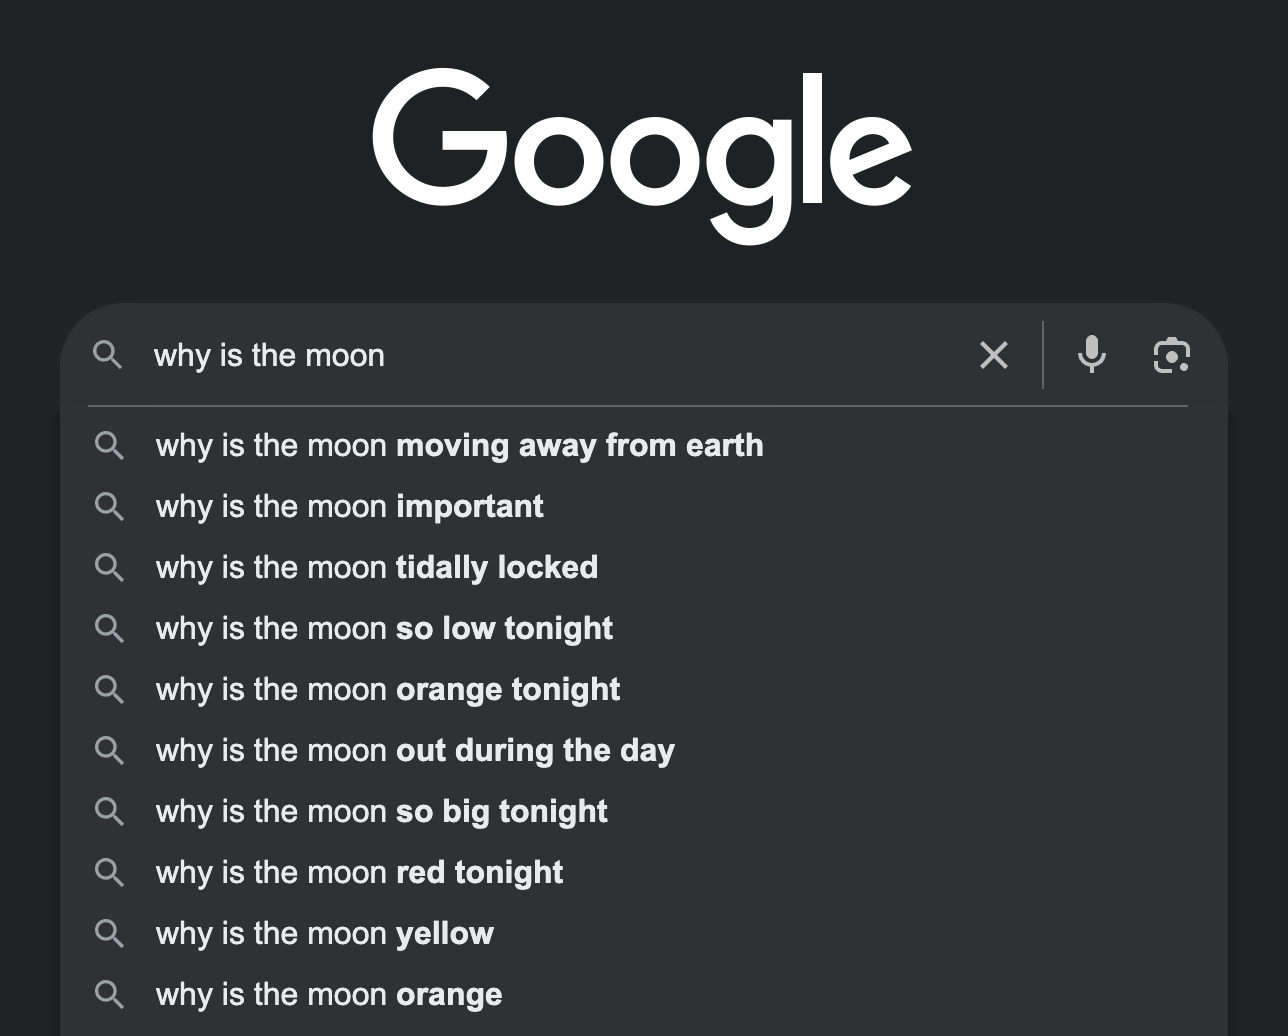 Google
why is the moon
why is the moon moving away from earth
why is the moon important
why is the moon tidally locked
why is the moon so low tonight
why is the moon orange tonight
why is the moon out during the day
why is the moon so big tonight
why is the moon red tonight
why is the moon yellow
why is the moon orange